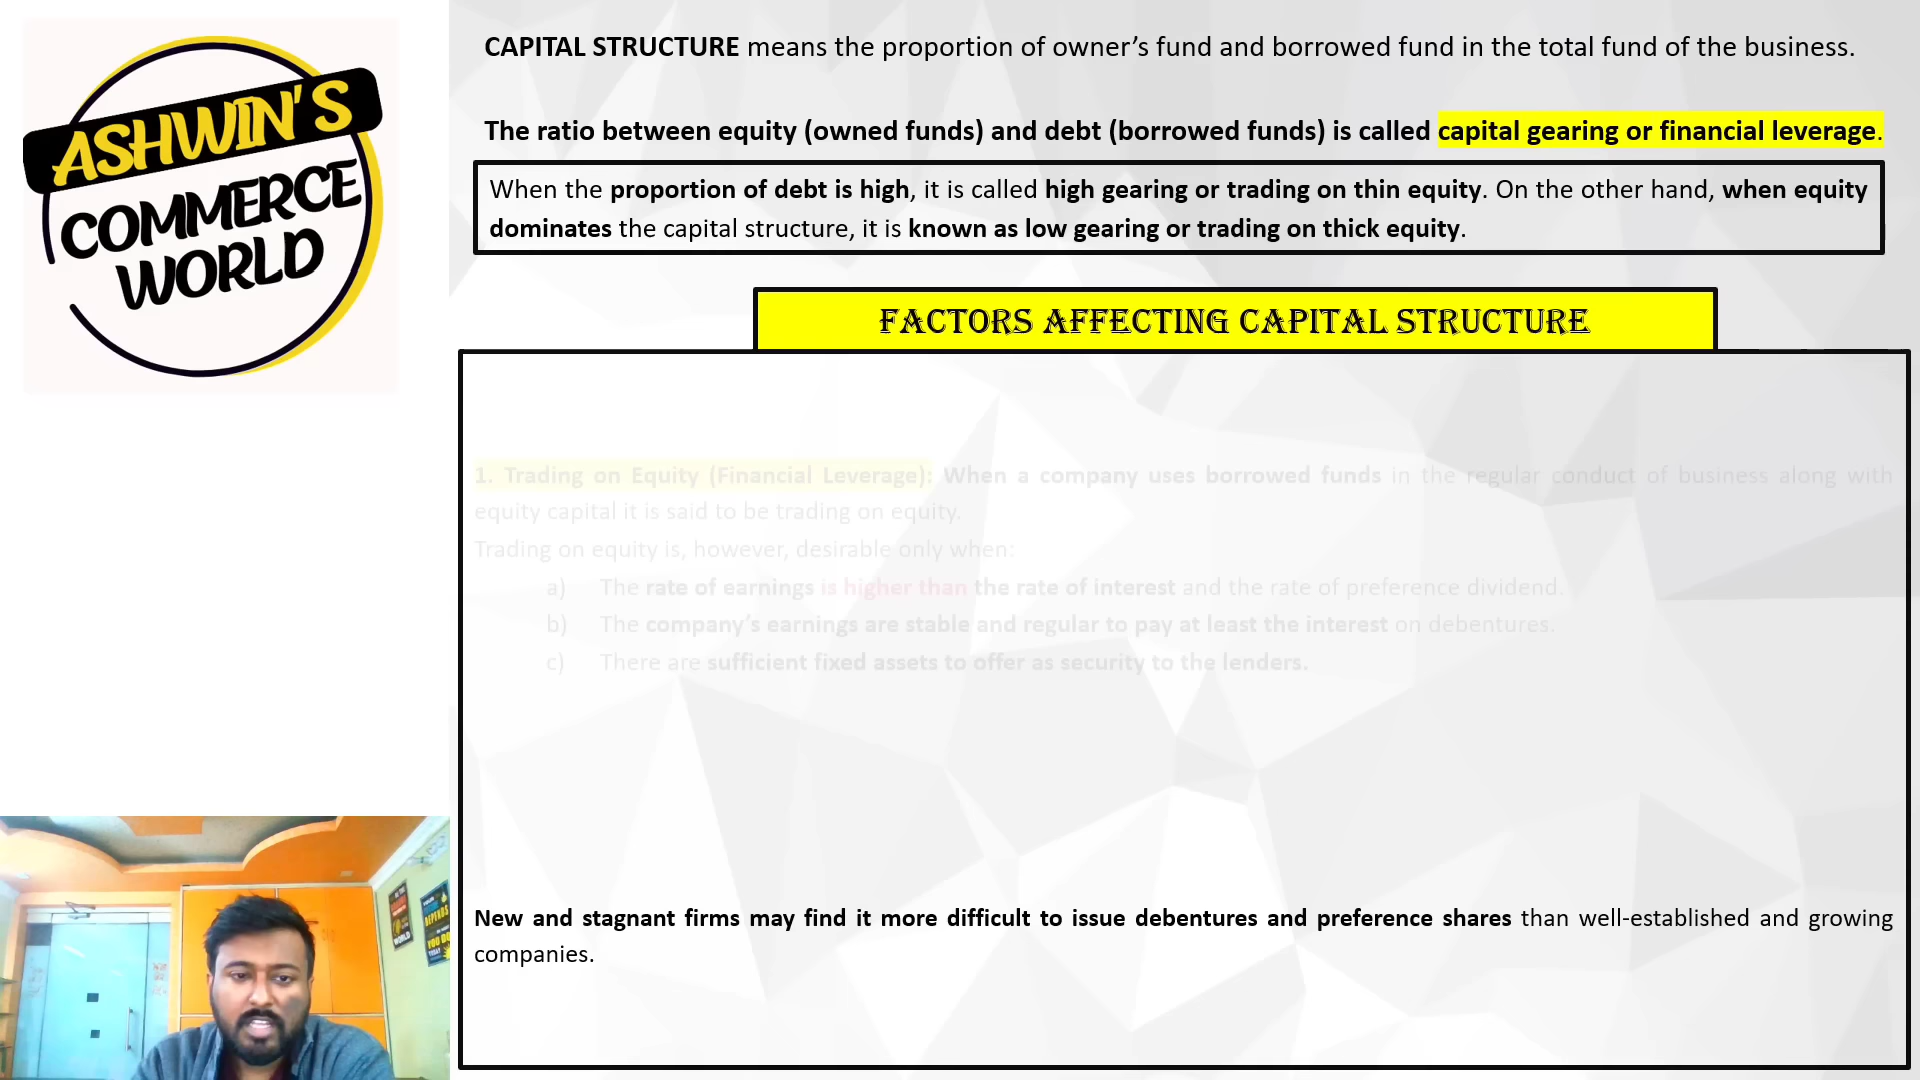 ASHWIN'S
COMMERCE
WORLD
CAPITAL STRUCTURE means the proportion of owner’s fund and borrowed fund in the total fund of the business.
The ratio between equity (owned funds) and debt (borrowed funds) is called capital gearing or financial leverage.
When the proportion of debt is high, it is called high gearing or trading on thin equity. On the other hand, when equity
dominates the capital structure, it is known as low gearing or trading on thick equity.
FACTORS AFFECTING CAPITAL STRUCTURE
1. Trading on Equity (Financial Leverage): When a company uses borrowed funds in the regular conduct of business along with
equity capital it is said to be trading on equity.
Trading on equity is, however, desirable only when:
a) The rate of earnings is higher than the rate of interest and the rate of preference dividend.
b) The company’s earnings are stable and regular to pay at least the interest on debentures.
c) There are sufficient fixed assets to offer as security to the lenders.
New and stagnant firms may find it more difficult to issue debentures and preference shares than well-established and growing
companies.
WORLD
DEPENDS
YOU DO